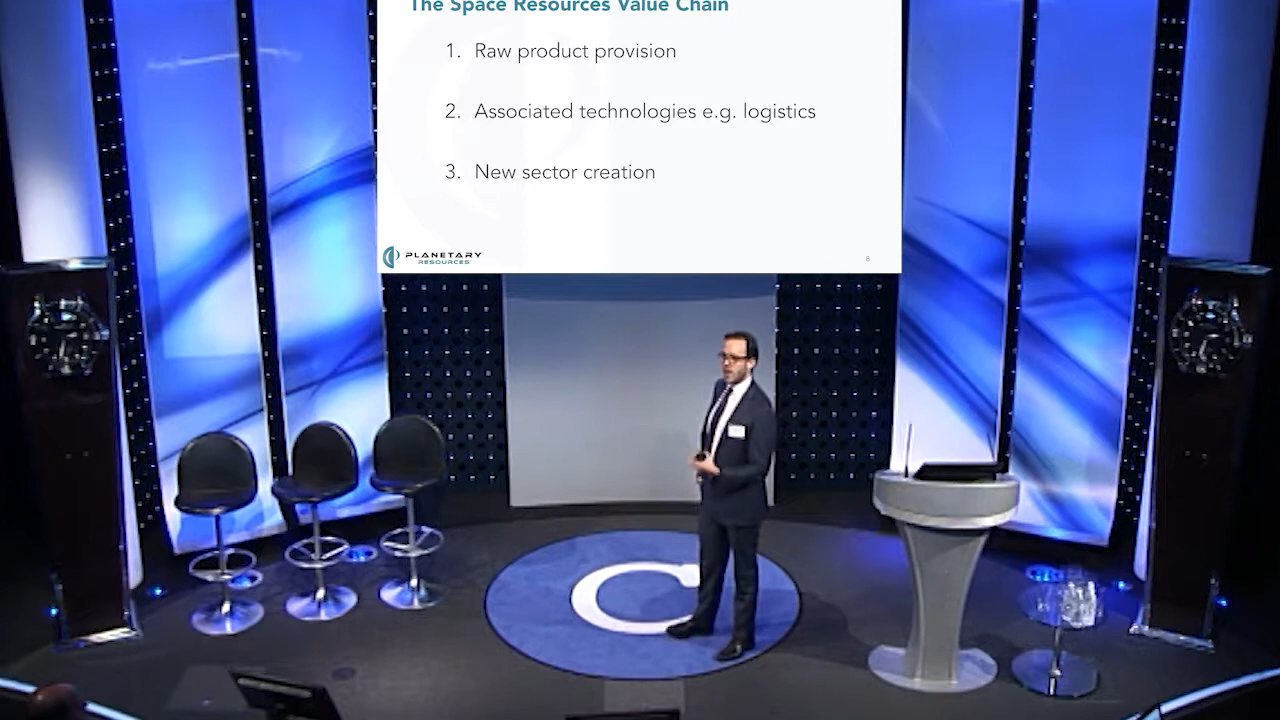 The Space Resources Value Chain
1. Raw product provision
2. Associated technologies e.g. logistics
3. New sector creation
PLANETARY
RESOURCES
8
C